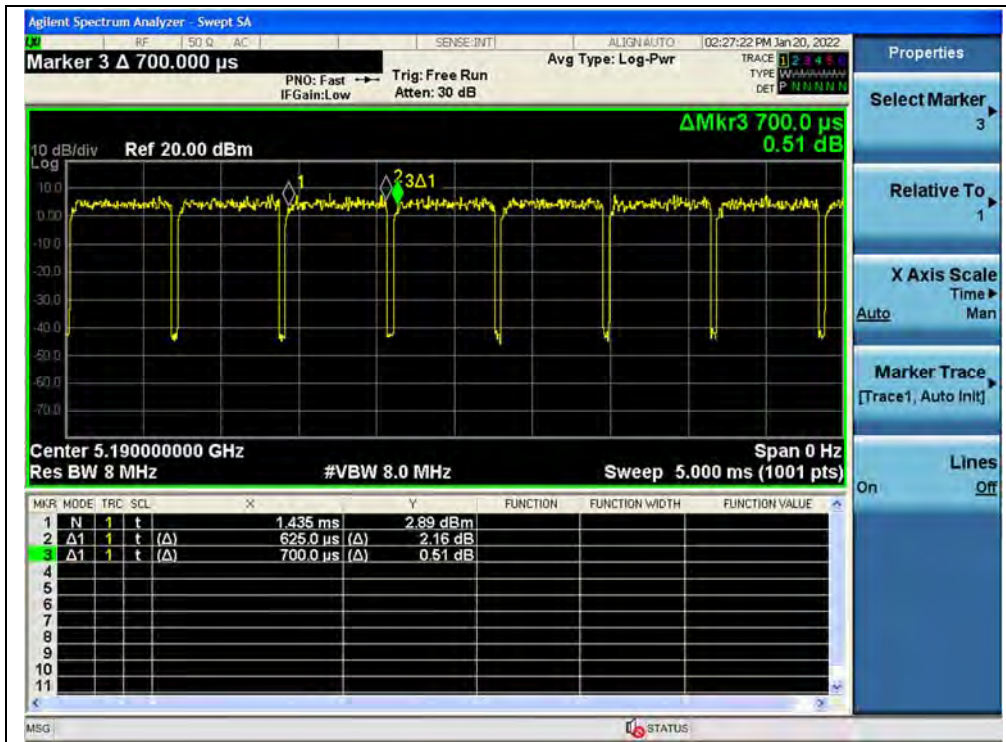 Agilent Spectrum Analyzer - Swept SA
RF 50 Ω AC SENSE:INT ALIGN AUTO 02:27:22 PM Jan 20, 2022
Marker 3 Δ 700.000 µs
PNO: Fast
IFGain:Low
Trig: Free Run
Atten: 30 dB
Avg Type: Log-Pwr
TRACE 1 2 3 4 5 6
TYPE W
DET P N N N N N
ΔMkr3 700.0 µs
0.51 dB
10 dB/div Ref 20.00 dBm
Log
10.0
0.00
-10.0
-20.0
-30.0
-40.0
-50.0
-60.0
-70.0
1
2
3Δ1
Center 5.190000000 GHz Span 0 Hz
Res BW 8 MHz #VBW 8.0 MHz Sweep 5.000 ms (1001 pts)
MKR MODE TRC SCL X Y FUNCTION FUNCTION WIDTH FUNCTION VALUE
1 N 1 t 1.435 ms 2.89 dBm
2 Δ1 1 t (Δ) 625.0 µs (Δ) 2.16 dB
3 Δ1 1 t (Δ) 700.0 µs (Δ) 0.51 dB
4
5
6
7
8
9
10
11
MSG STATUS
Properties
Select Marker
3
Relative To
1
X Axis Scale
Time
Auto Man
Marker Trace
[Trace1, Auto Init]
Lines
On Off